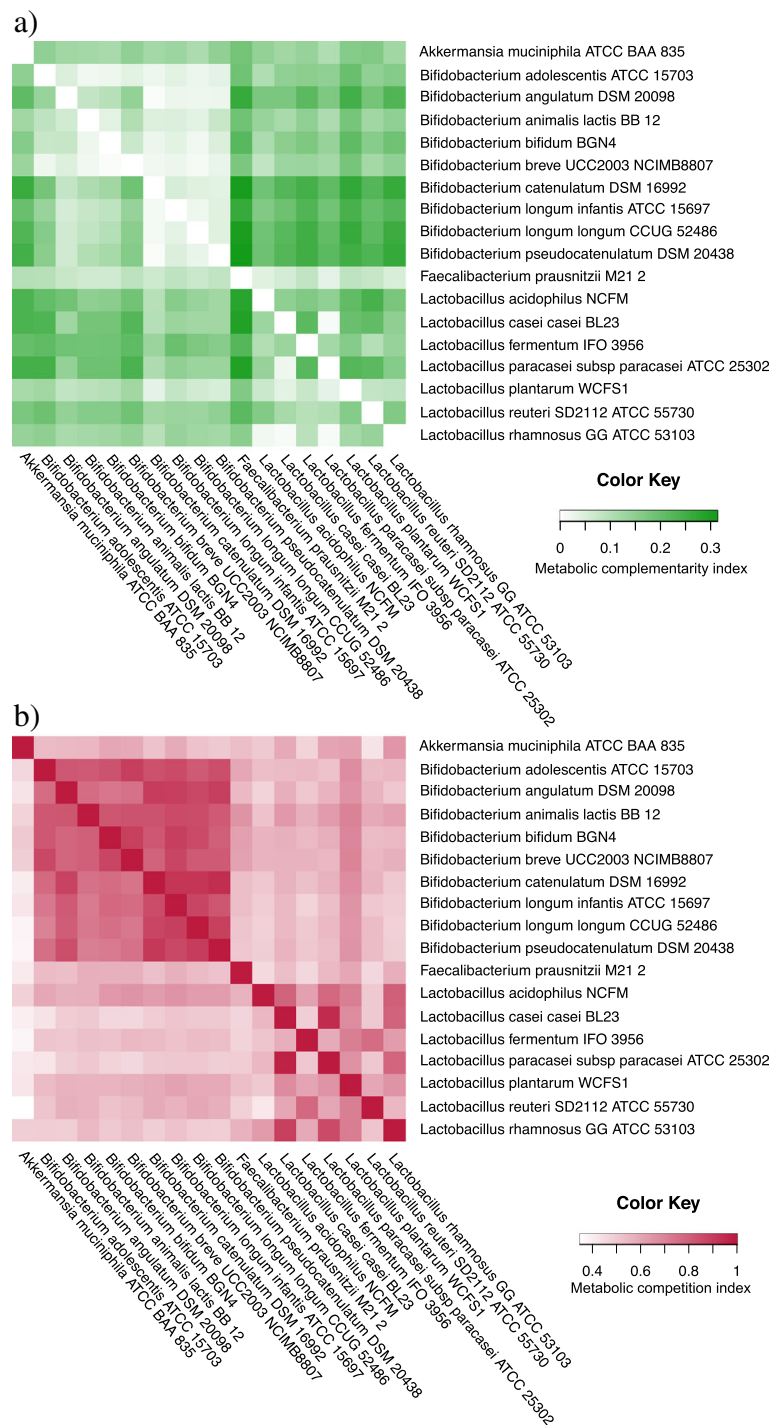 a)
Akkermansia muciniphila ATCC BAA 835
Bifidobacterium adolescentis ATCC 15703
Bifidobacterium angulatum DSM 20098
Bifidobacterium animalis lactis BB 12
Bifidobacterium bifidum BGN4
Bifidobacterium breve UCC2003 NCIMB8807
Bifidobacterium catenulatum DSM 16992
Bifidobacterium longum infantis ATCC 15697
Bifidobacterium longum longum CCUG 52486
Bifidobacterium pseudocatenulatum DSM 20438
Faecalibacterium prausnitzii M21 2
Lactobacillus acidophilus NCFM
Lactobacillus casei casei BL23
Lactobacillus fermentum IFO 3956
Lactobacillus paracasei subsp paracasei ATCC 25302
Lactobacillus plantarum WCFS1
Lactobacillus reuteri SD2112 ATCC 55730
Lactobacillus rhamnosus GG ATCC 53103
Akkermansia muciniphila ATCC BAA 835
Bifidobacterium adolescentis ATCC 15703
Bifidobacterium angulatum DSM 20098
Bifidobacterium animalis lactis BB 12
Bifidobacterium bifidum BGN4
Bifidobacterium breve UCC2003 NCIMB8807
Bifidobacterium catenulatum DSM 16992
Bifidobacterium longum infantis ATCC 15697
Bifidobacterium longum longum CCUG 52486
Bifidobacterium pseudocatenulatum DSM 20438
Faecalibacterium prausnitzii M21 2
Lactobacillus acidophilus NCFM
Lactobacillus casei casei BL23
Lactobacillus fermentum IFO 3956
Lactobacillus paracasei subsp paracasei ATCC 25302
Lactobacillus plantarum WCFS1
Lactobacillus reuteri SD2112 ATCC 55730
Lactobacillus rhamnosus GG ATCC 53103
Color Key
0 0.1 0.2 0.3
Metabolic complementarity index
b)
Akkermansia muciniphila ATCC BAA 835
Bifidobacterium adolescentis ATCC 15703
Bifidobacterium angulatum DSM 20098
Bifidobacterium animalis lactis BB 12
Bifidobacterium bifidum BGN4
Bifidobacterium breve UCC2003 NCIMB8807
Bifidobacterium catenulatum DSM 16992
Bifidobacterium longum infantis ATCC 15697
Bifidobacterium longum longum CCUG 52486
Bifidobacterium pseudocatenulatum DSM 20438
Faecalibacterium prausnitzii M21 2
Lactobacillus acidophilus NCFM
Lactobacillus casei casei BL23
Lactobacillus fermentum IFO 3956
Lactobacillus paracasei subsp paracasei ATCC 25302
Lactobacillus plantarum WCFS1
Lactobacillus reuteri SD2112 ATCC 55730
Lactobacillus rhamnosus GG ATCC 53103
Akkermansia muciniphila ATCC BAA 835
Bifidobacterium adolescentis ATCC 15703
Bifidobacterium angulatum DSM 20098
Bifidobacterium animalis lactis BB 12
Bifidobacterium bifidum BGN4
Bifidobacterium breve UCC2003 NCIMB8807
Bifidobacterium catenulatum DSM 16992
Bifidobacterium longum infantis ATCC 15697
Bifidobacterium longum longum CCUG 52486
Bifidobacterium pseudocatenulatum DSM 20438
Faecalibacterium prausnitzii M21 2
Lactobacillus acidophilus NCFM
Lactobacillus casei casei BL23
Lactobacillus fermentum IFO 3956
Lactobacillus paracasei subsp paracasei ATCC 25302
Lactobacillus plantarum WCFS1
Lactobacillus reuteri SD2112 ATCC 55730
Lactobacillus rhamnosus GG ATCC 53103
Color Key
0.4 0.6 0.8 1
Metabolic competition index